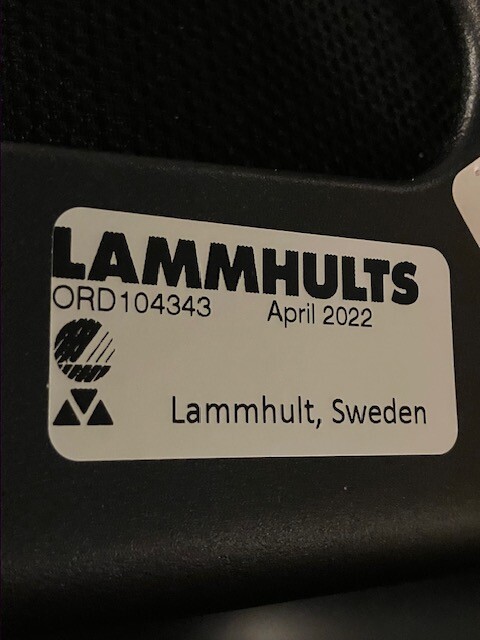 LAMMHULTS
ORD104343 April 2022
Lammhult, Sweden